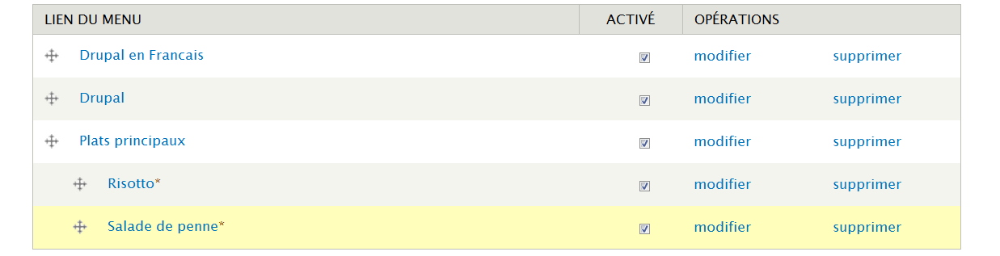 LIEN DU MENU ACTIVÉ OPÉRATIONS
Drupal en Francais modifier supprimer
Drupal modifier supprimer
Plats principaux modifier supprimer
Risotto* modifier supprimer
Salade de penne* modifier supprimer